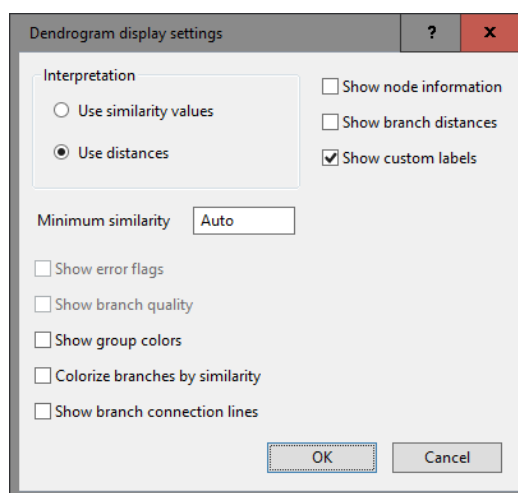 Dendrogram display settings
?
x
Interpretation
Use similarity values
Use distances
Show node information
Show branch distances
Show custom labels
Minimum similarity
Auto
Show error flags
Show branch quality
Show group colors
Colorize branches by similarity
Show branch connection lines
OK
Cancel